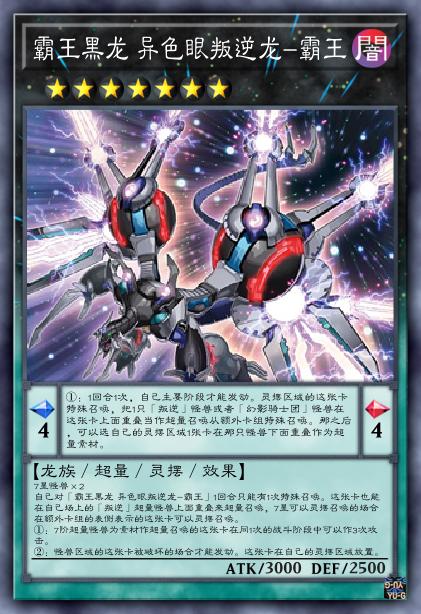 霸王黑龙 异色眼叛逆龙-霸王 闇
①：1回合1次，自己主要阶段才能发动。灵摆区域的这张卡
特殊召唤，把1只「叛逆」怪兽或者「幻影骑士团」怪兽在
这张卡上面重叠当作超量召唤从额外卡组特殊召唤。那之后
，可以选自己的灵摆区域1张卡在那只怪兽下面重叠作为超
量素材。
4
4
【龙族／超量／灵摆／效果】
7星怪兽×2
自己对「霸王黑龙 异色眼叛逆龙-霸王」1回合只能有1次特殊召唤。这张卡也能
在自己场上的「叛逆」超量怪兽上面重叠来超量召唤，7星可以灵摆召唤的场合
在额外卡组的表侧表示的这张卡可以灵摆召唤。
①：7阶超量怪兽为素材作超量召唤的这张卡在同1次的战斗阶段中可以作3次攻
击。
②：怪兽区域的这张卡被破坏的场合才能发动。这张卡在自己的灵摆区域放置。
ATK/3000 DEF/2500